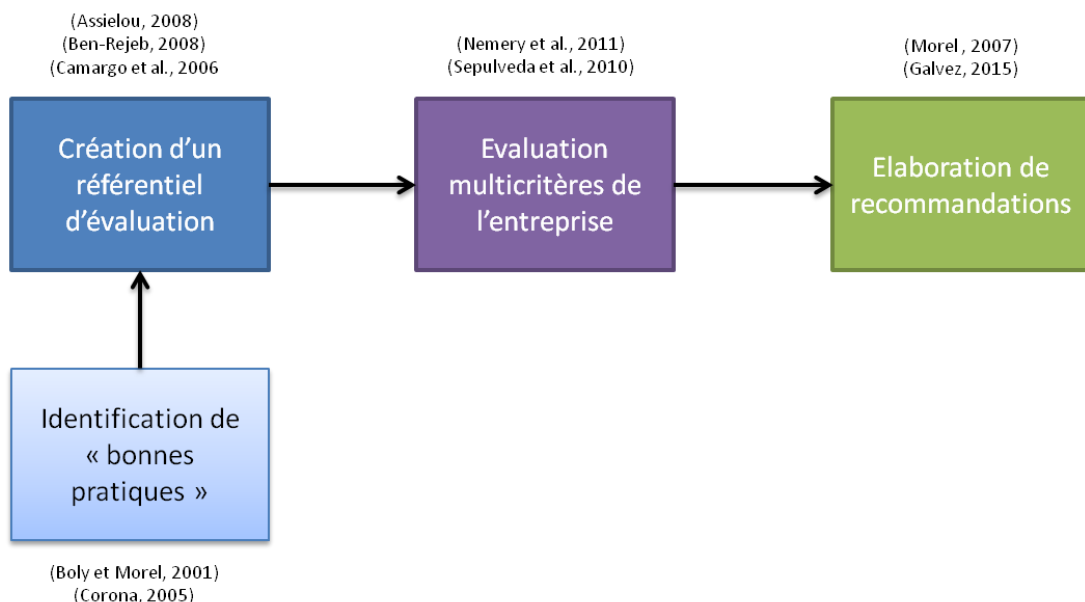 (Assielou, 2008)
(Ben-Rejeb, 2008)
(Camargo et al., 2006
(Nemery et al., 2011)
(Sepulveda et al., 2010)
(Morel , 2007)
(Galvez, 2015)
Création d’un
référentiel
d’évaluation
Evaluation
multicritères de
l’entreprise
Elaboration de
recommandations
Identification de
« bonnes
pratiques »
(Boly et Morel, 2001)
(Corona, 2005)